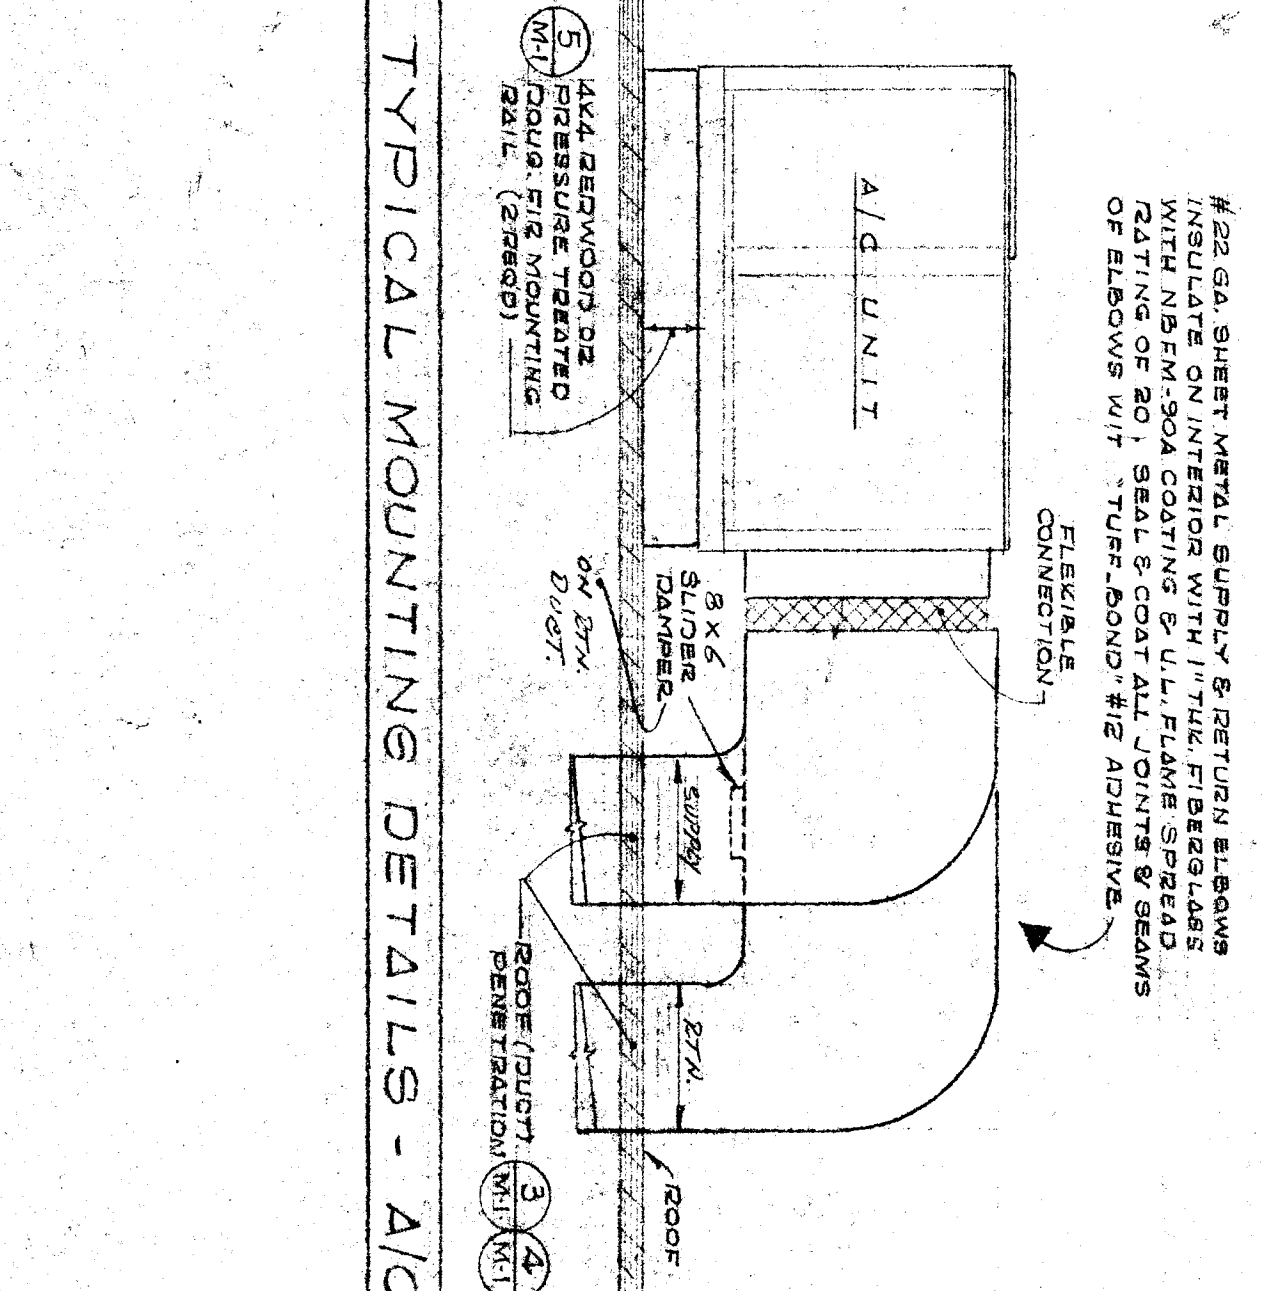 #22 GA. SHEET METAL SUPPLY & RETURN ELBOWS
INSULATE ON INTERIOR WITH 1" THK. FIBERGLASS
WITH NBFM-90A COATING & U.L. FLAME SPREAD
RATING OF 20, SEAL & COAT ALL JOINTS & SEAMS
OF ELBOWS WIT "TUFF-BOND" #12 ADHESIVE
FLEXIBLE
CONNECTION
A/C UNIT
8 X 6
SLIDER
DAMPER
ON RTN.
DUCT.
SUPPLY
RTN.
ROOF
5
M-1
4X4 REDWOOD OR
PRESSURE TREATED
DOUG. FIR MOUNTING
RAIL (2 REQD)
ROOF (DUCT)
PENETRATION
3
M-1
4
M-1
TYPICAL MOUNTING DETAILS - A/C